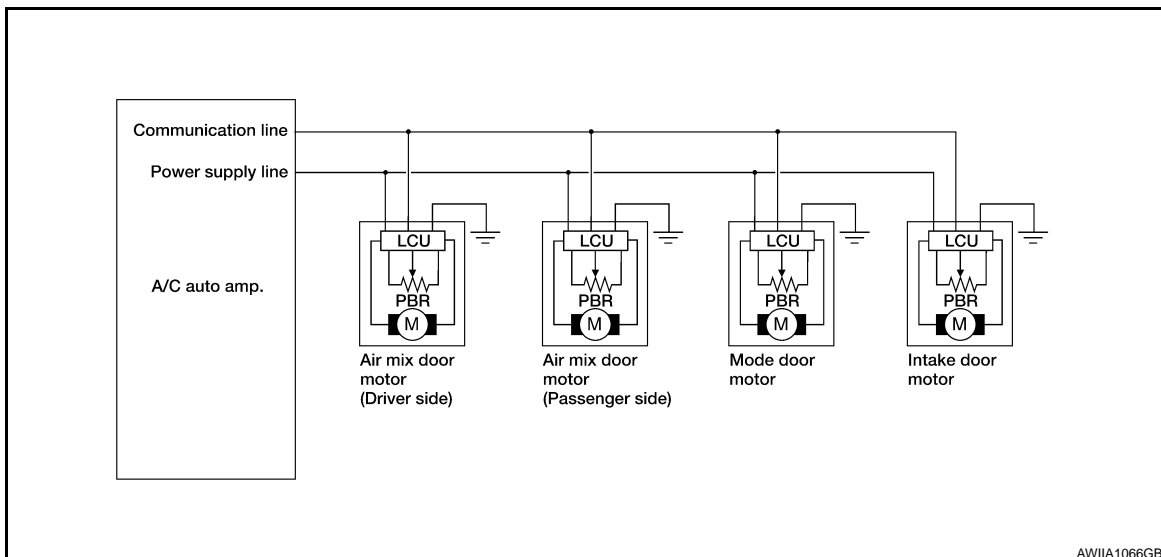 Communication line
Power supply line
A/C auto amp.
LCU
PBR
M
Air mix door
motor
(Driver side)
LCU
PBR
M
Air mix door
motor
(Passenger side)
LCU
PBR
M
Mode door
motor
LCU
PBR
M
Intake door
motor
AWIIA1066GB